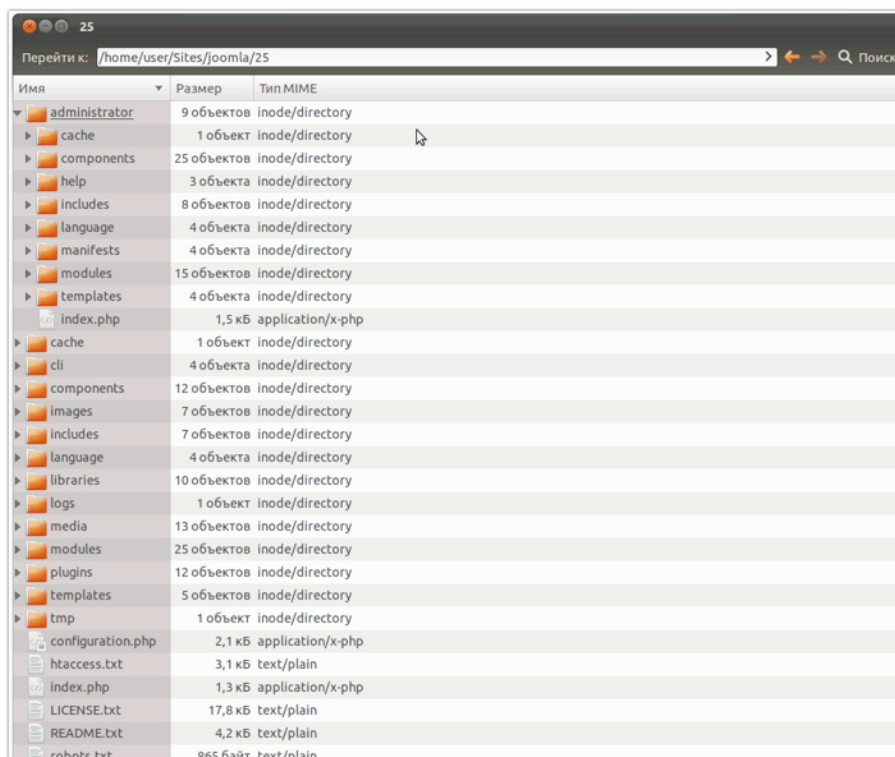 25
Перейти к: /home/user/Sites/joomla/25 Поиск
Имя Размер Тип MIME
administrator 9 объектов inode/directory
cache 1 объект inode/directory
components 25 объектов inode/directory
help 3 объекта inode/directory
includes 8 объектов inode/directory
language 4 объекта inode/directory
manifests 4 объекта inode/directory
modules 15 объектов inode/directory
templates 4 объекта inode/directory
index.php 1,5 кБ application/x-php
cache 1 объект inode/directory
cli 4 объекта inode/directory
components 12 объектов inode/directory
images 7 объектов inode/directory
includes 7 объектов inode/directory
language 4 объекта inode/directory
libraries 10 объектов inode/directory
logs 1 объект inode/directory
media 13 объектов inode/directory
modules 25 объектов inode/directory
plugins 12 объектов inode/directory
templates 5 объектов inode/directory
tmp 1 объект inode/directory
configuration.php 2,1 кБ application/x-php
htaccess.txt 3,1 кБ text/plain
index.php 1,3 кБ application/x-php
LICENSE.txt 17,8 кБ text/plain
README.txt 4,2 кБ text/plain
robots.txt 865 байт text/plain